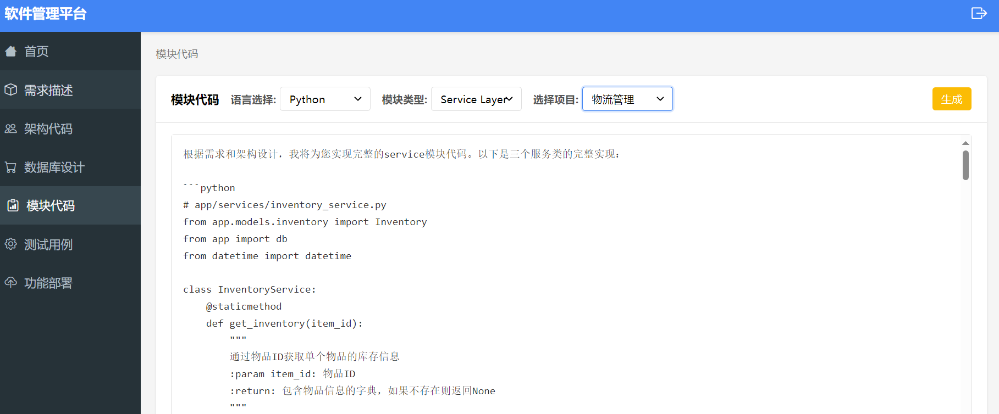 软件管理平台
首页
需求描述
架构代码
数据库设计
模块代码
测试用例
功能部署
模块代码
模块代码 语言选择: Python 模块类型: Service Layer 选择项目: 物流管理 生成
根据需求和架构设计，我将为您实现完整的service模块代码。以下是三个服务类的完整实现：
```python
# app/services/inventory_service.py
from app.models.inventory import Inventory
from app import db
from datetime import datetime
class InventoryService:
    @staticmethod
    def get_inventory(item_id):
        """
        通过物品ID获取单个物品的库存信息
        :param item_id: 物品ID
        :return: 包含物品信息的字典，如果不存在则返回None
        """